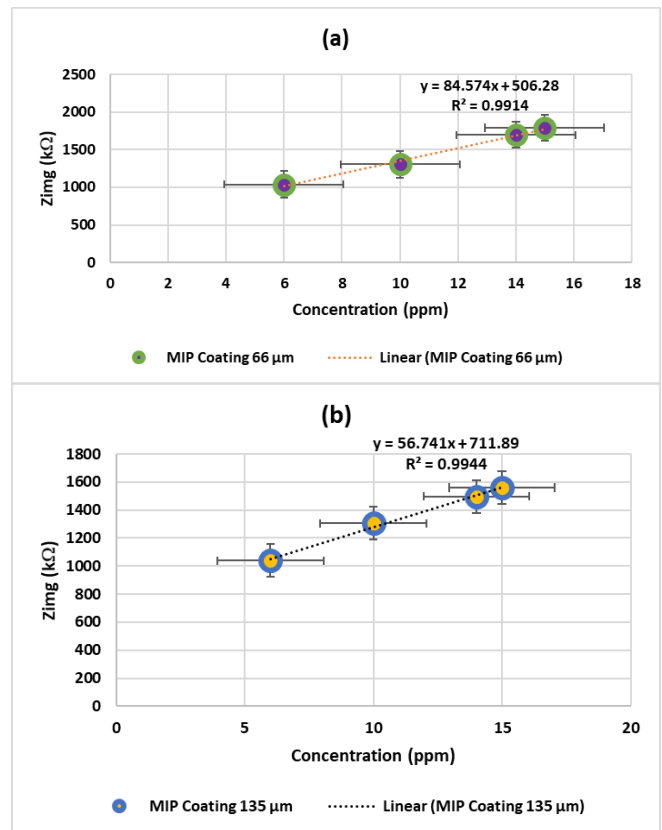 (a)
y = 84.574x + 506.28
R² = 0.9914
2500
2000
1500
1000
500
0
Zimg (kΩ)
0 2 4 6 8 10 12 14 16 18
Concentration (ppm)
MIP Coating 66 µm Linear (MIP Coating 66 µm)
(b)
y = 56.741x + 711.89
R² = 0.9944
1800
1600
1400
1200
1000
800
600
400
200
0
Zimg (kΩ)
0 5 10 15 20
Concentration (ppm)
MIP Coating 135 µm Linear (MIP Coating 135 µm)